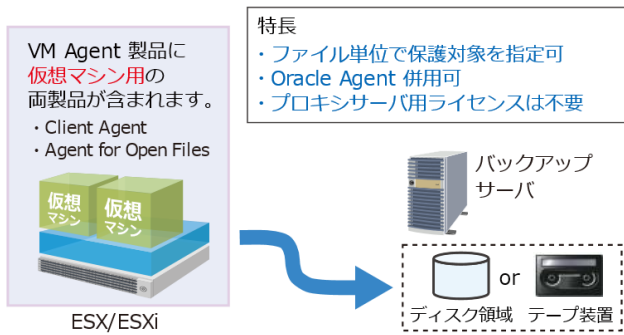 VM Agent 製品に
仮想マシン用の
両製品が含まれます。
・Client Agent
・Agent for Open Files
仮想
マシン
仮想
マシン
ESX/ESXi
特長
・ファイル単位で保護対象を指定可
・Oracle Agent 併用可
・プロキシサーバ用ライセンスは不要
バックアップ
サーバ
or
ディスク領域
テープ装置